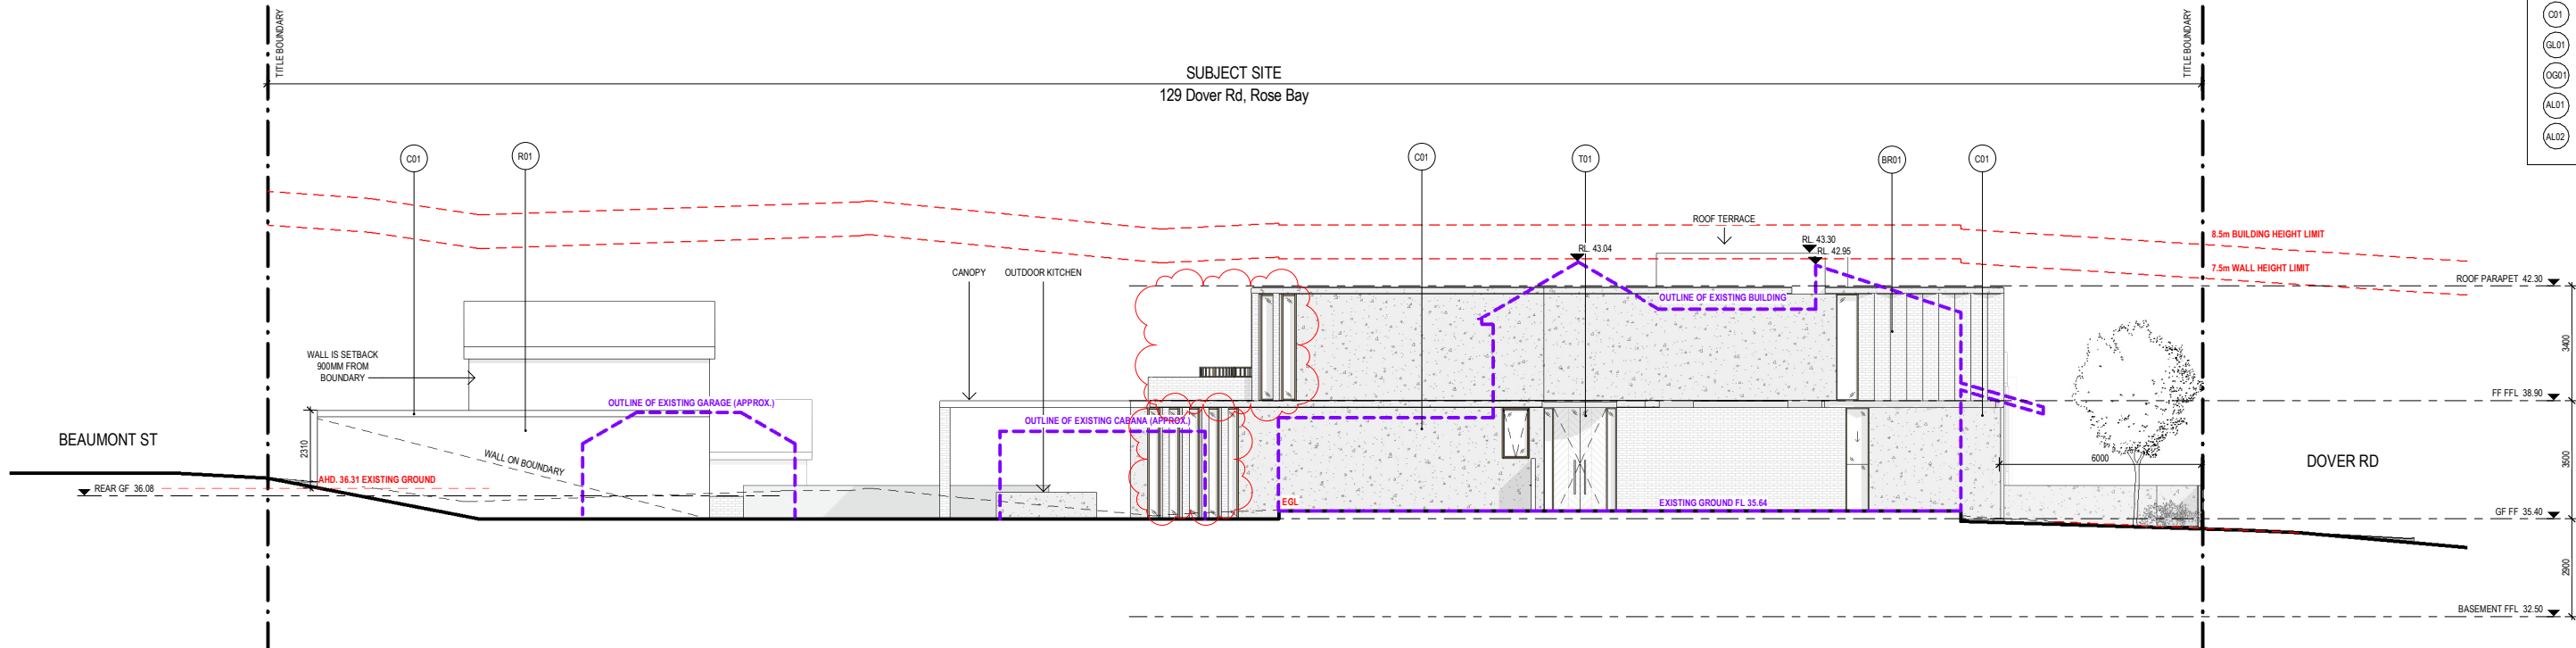 TITLE BOUNDARY
TITLE BOUNDARY
C01
GL01
OG01
AL01
AL02
SUBJECT SITE
129 Dover Rd, Rose Bay
C01
R01
C01
T01
BR01
C01
ROOF TERRACE
8.5m BUILDING HEIGHT LIMIT
RL. 43.04
RL. 43.30
RL. 42.95
7.5m WALL HEIGHT LIMIT
CANOPY
OUTDOOR KITCHEN
ROOF PARAPET 42.30
OUTLINE OF EXISTING BUILDING
WALL IS SETBACK
900MM FROM
BOUNDARY
3400
FF FFL 38.90
OUTLINE OF EXISTING GARAGE (APPROX.)
OUTLINE OF EXISTING CABANA (APPROX.)
BEAUMONT ST
2310
WALL ON BOUNDARY
6000
3500
DOVER RD
AHD. 36.31 EXISTING GROUND
REAR GF 36.08
EGL
EXISTING GROUND FL 35.64
GF FF 35.40
2900
BASEMENT FFL 32.50